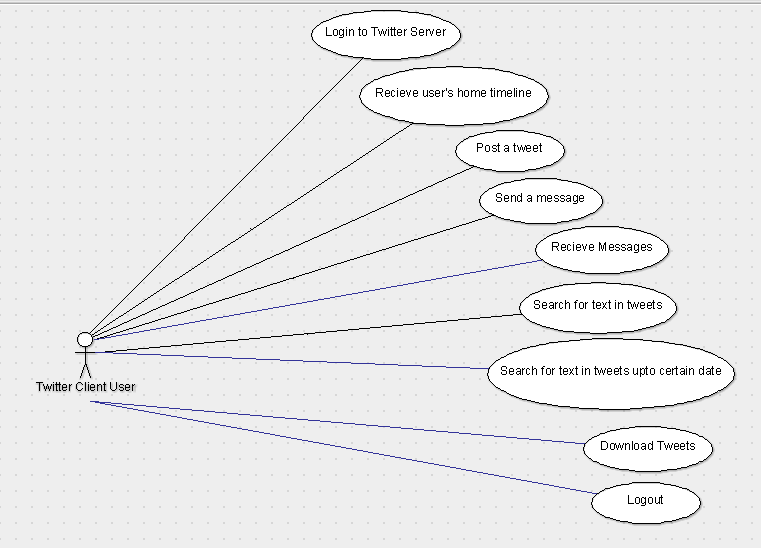 Login to Twitter Server
Recieve user's home timeline
Post a tweet
Send a message
Recieve Messages
Search for text in tweets
Search for text in tweets upto certain date
Twitter Client User
Download Tweets
Logout